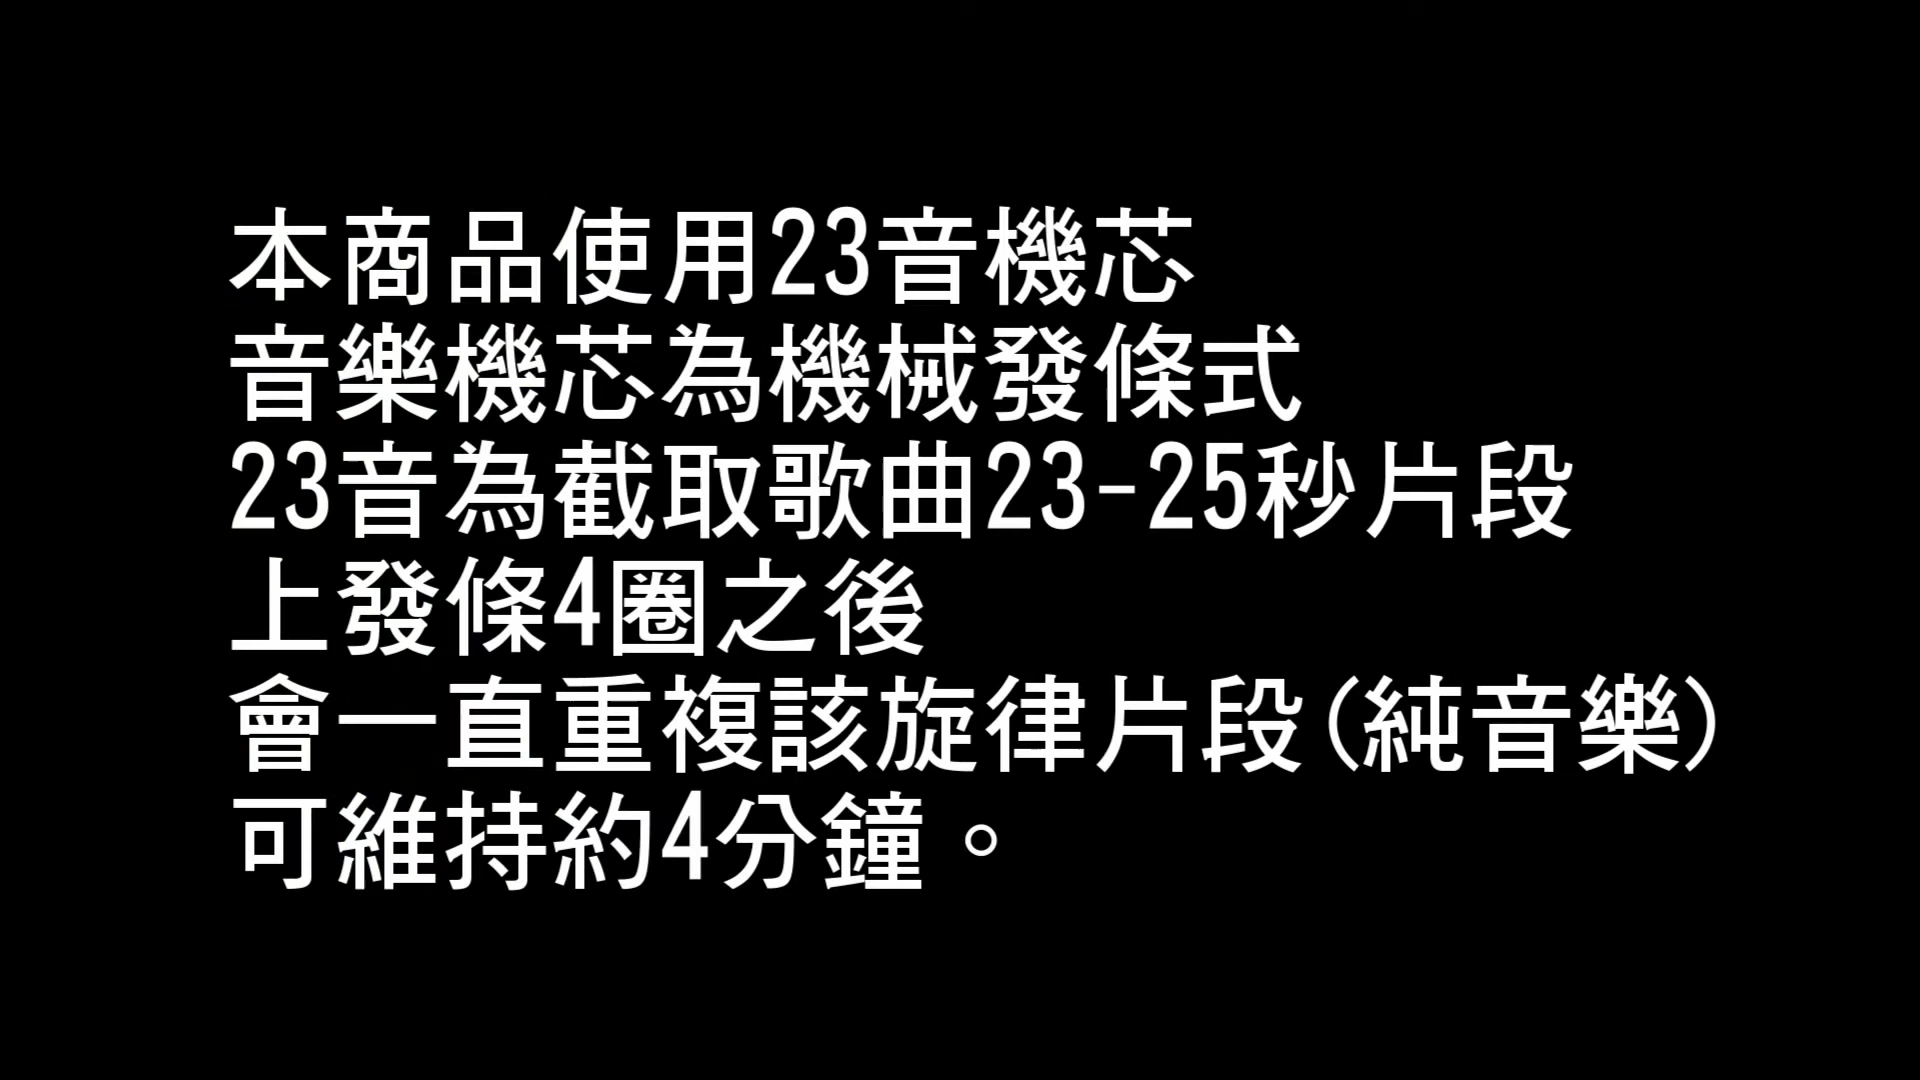 本商品使用23音機芯
音樂機芯為機械發條式
23音為截取歌曲23-25秒片段
上發條4圈之後
會一直重複該旋律片段(純音樂)
可維持約4分鐘。